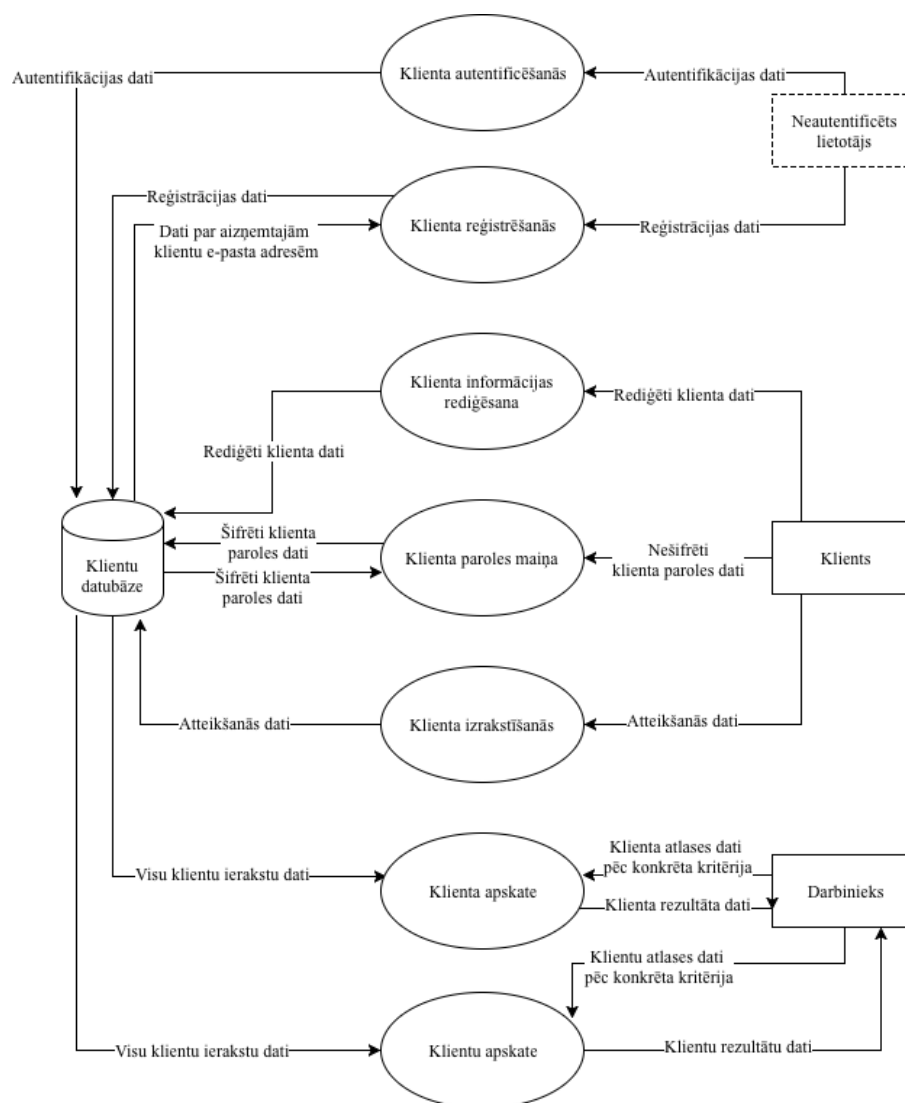 Autentifikācijas dati
Klienta autentificēšanās
Autentifikācijas dati
Neautentificēts
lietotājs
Reģistrācijas dati
Dati par aizņemtajām
klientu e-pasta adresēm
Klienta reģistrēšanās
Reģistrācijas dati
Klienta informācijas
rediģēsana
Rediģēti klienta dati
Rediģēti klienta dati
Klientu
datubāze
Šifrēti klienta
paroles dati
Šifrēti klienta
paroles dati
Klienta paroles maiņa
Nešifrēti
klienta paroles dati
Klients
Atteikšanās dati
Klienta izrakstīšanās
Atteikšanās dati
Visu klientu ierakstu dati
Klienta apskate
Klienta atlases dati
pēc konkrēta kritērija
Klienta rezultāta dati
Darbinieks
Klientu atlases dati
pēc konkrēta kritērija
Visu klientu ierakstu dati
Klientu apskate
Klientu rezultātu dati